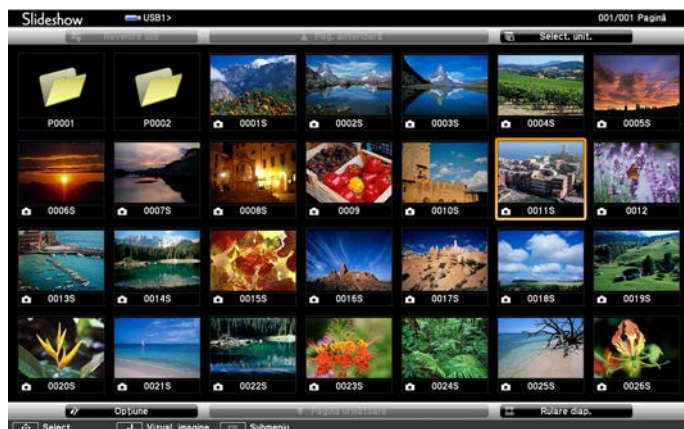 Slideshow USB1> 001/001 Pagină
Revenire sus ▲ Pag. anterioară Select. unit.
P0001 P0002 0001S 0002S 0003S 0004S 0005S
0006S 0007S 0008S 0009 0010S 0011S 0012
0013S 0014S 0015S 0016S 0017S 0018S 0019S
0020S 0021S 0022S 0023S 0024S 0025S 0026S
Opțiune ▼ Pagina următoare Rulare diap.
Select Vizual. imagine Submeniu